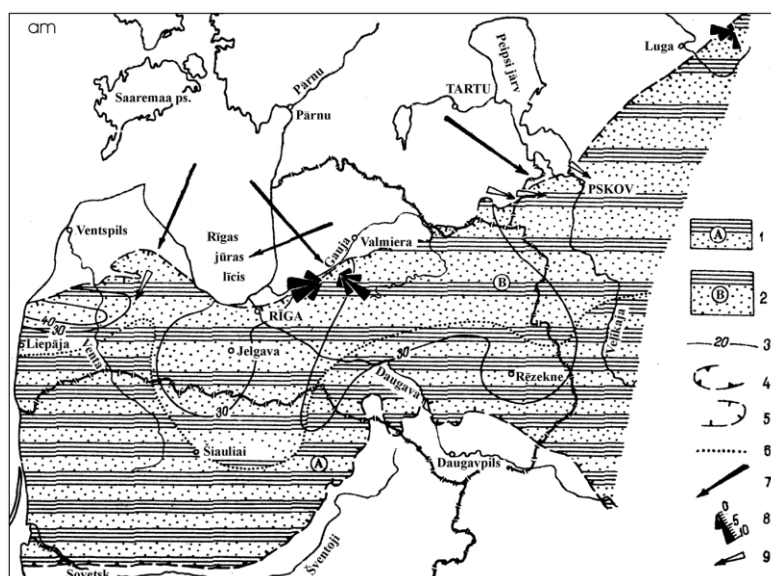 am
Luga
Peipsi järv
TARTU
Pärnu
Saaremaa ps.
Pärnu
PSKOV
Ventspils
Rīgas
jūras
līcis
Gauja
Valmiera
A 1
B
B 2
RĪGA
40
30
Liepāja
Venta
Jelgava
30
Velikaja
20 3
Rēzekne
Daugava
30
4
5
Šiauliai
A
Daugavpils
6
7
0
5
10
8
Šventoji
9
Sovetsk